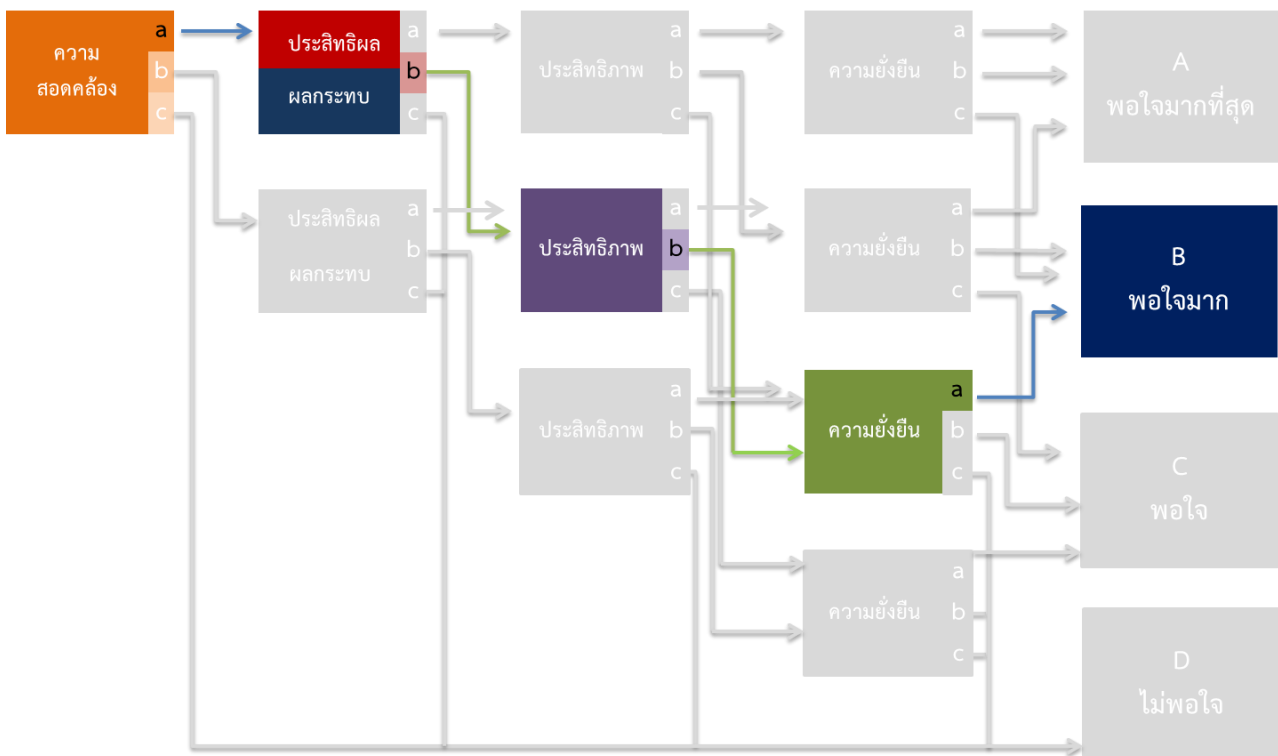 ความ
สอดคล้อง
a
b
c
ประสิทธิผล
ผลกระทบ
a
b
c
ประสิทธิภาพ
a
b
c
ความยั่งยืน
a
b
c
A
พอใจมากที่สุด
ประสิทธิผล
ผลกระทบ
a
b
c
ประสิทธิภาพ
a
b
c
ความยั่งยืน
a
b
c
B
พอใจมาก
ประสิทธิภาพ
a
b
c
ความยั่งยืน
a
b
c
C
พอใจ
ความยั่งยืน
a
b
c
D
ไม่พอใจ